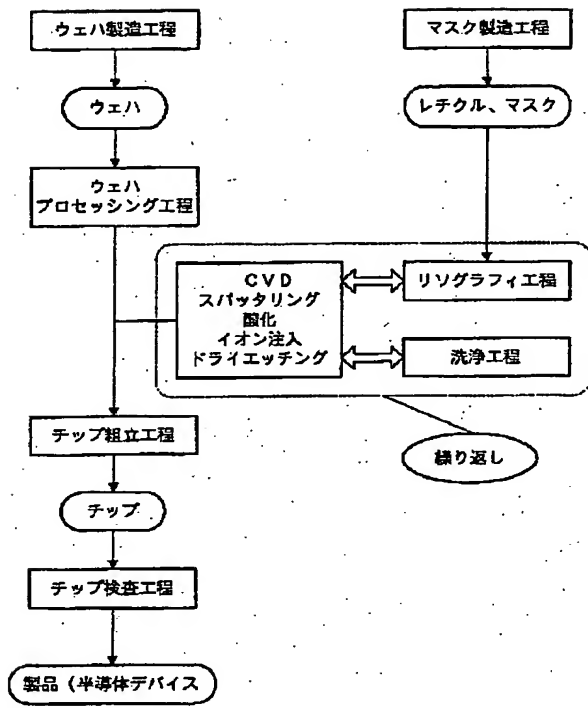 ウェハ製造工程
マスク製造工程
ウェハ
レチクル、マスク
ウェハ
プロセッシング工程
CVD
スパッタリング
酸化
イオン注入
ドライエッチング
リソグラフィ工程
洗浄工程
チップ組立工程
繰り返し
チップ
チップ検査工程
製品（半導体デバイス